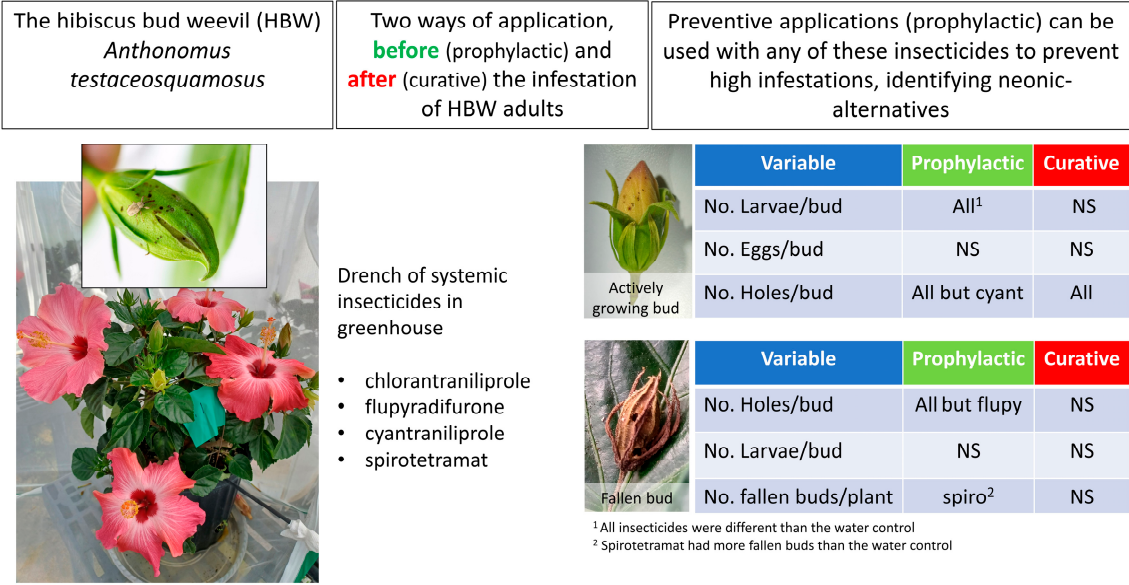 The hibiscus bud weevil (HBW)
Anthonomus
testaceosquamosus
Two ways of application,
before (prophylactic) and
after (curative) the infestation
of HBW adults
Preventive applications (prophylactic) can be
used with any of these insecticides to prevent
high infestations, identifying neonic-
alternatives
Drench of systemic
insecticides in
greenhouse
• chlorantraniliprole
• flupyradifurone
• cyantraniliprole
• spirotetramat
Actively
growing bud
Variable Prophylactic Curative
No. Larvae/bud All¹ NS
No. Eggs/bud NS NS
No. Holes/bud All but cyant All
Fallen bud
Variable Prophylactic Curative
No. Holes/bud All but flupy NS
No. Larvae/bud NS NS
No. fallen buds/plant spiro² NS
¹ All insecticides were different than the water control
² Spirotetramat had more fallen buds than the water control